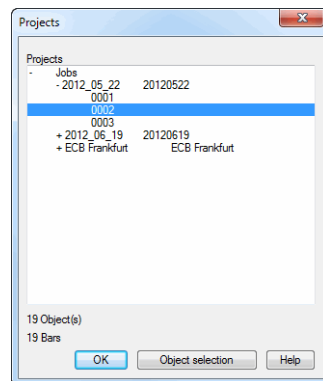 Projects
Projects
- Jobs
- 2012_05_22 20120522
0001
0002
0003
+ 2012_06_19 20120619
+ ECB Frankfurt ECB Frankfurt
19 Object(s)
19 Bars
OK Object selection Help